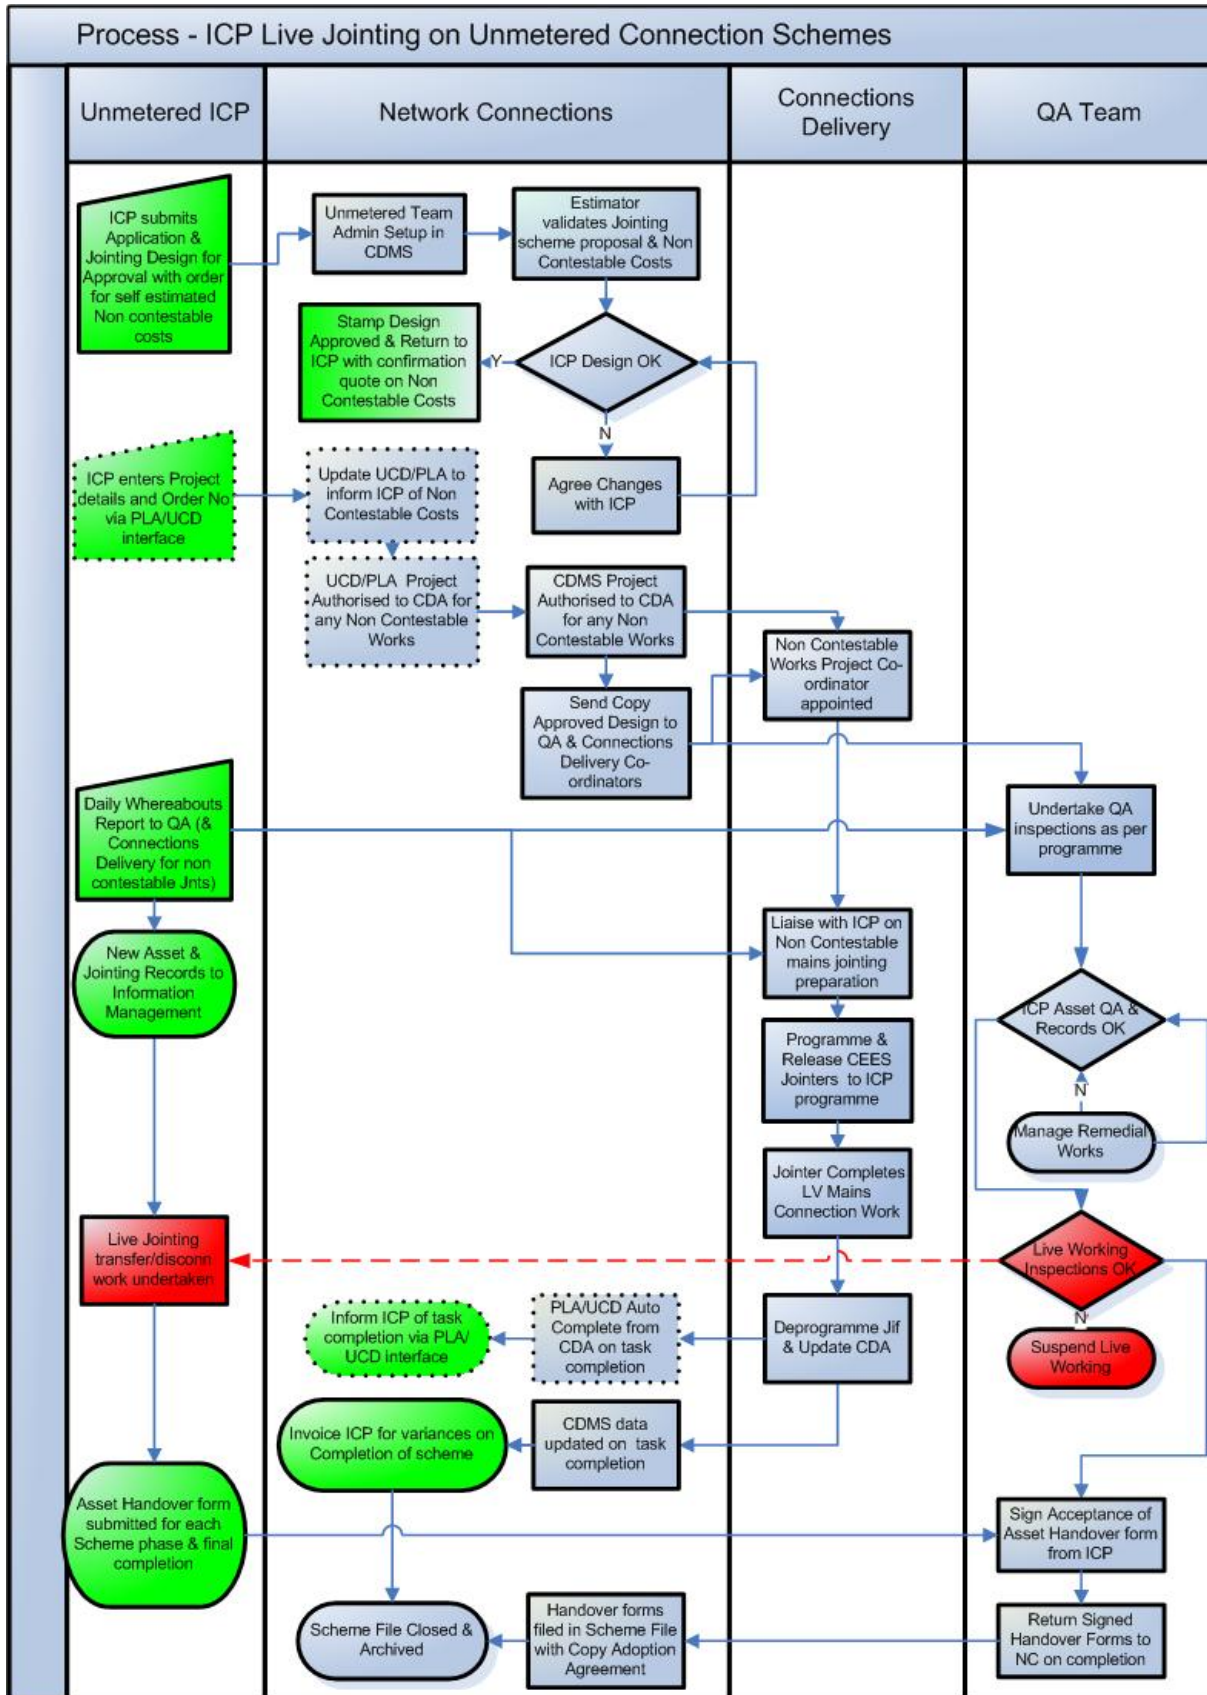 Process - ICP Live Jointing on Unmetered Connection Schemes
Unmetered ICP
Network Connections
Connections
Delivery
QA Team
ICP submits
Application &
Jointing Design for
Approval with order
for self estimated
Non contestable
costs
Unmetered Team
Admin Setup in
CDMS
Estimator
validates Jointing
scheme proposal & Non
Contestable Costs
Stamp Design
Approved & Return to
ICP with confirmation
quote on Non
Contestable Costs
Y
ICP Design OK
N
Agree Changes
with ICP
ICP enters Project
details and Order No
via PLA/UCD
interface
Update UCD/PLA to
inform ICP of Non
Contestable Costs
UCD/PLA Project
Authorised to CDA for
any Non Contestable
Works
CDMS Project
Authorised to CDA
for any Non
Contestable Works
Non Contestable
Works Project Co-
ordinator
appointed
Send Copy
Approved Design to
QA & Connections
Delivery Co-
ordinators
Daily Whereabouts
Report to QA (&
Connections
Delivery for non
contestable Jnts)
Undertake QA
inspections as per
programme
New Asset &
Jointing Records to
Information
Management
Liaise with ICP on
Non Contestable
mains jointing
preparation
ICP Asset QA &
Records OK
N
Manage Remedial
Works
Programme &
Release CEES
Jointers to ICP
programme
Jointer Completes
LV Mains
Connection Work
Live Jointing
transfer/disconn
work undertaken
Live Working
Inspections OK
N
Suspend Live
Working
Inform ICP of task
completion via PLA/
UCD interface
PLA/UCD Auto
Complete from
CDA on task
completion
Deprogramme Jif
& Update CDA
Invoice ICP for variances on
Completion of scheme
CDMS data
updated on task
completion
Asset Handover form
submitted for each
Scheme phase & final
completion
Sign Acceptance of
Asset Handover form
from ICP
Scheme File Closed &
Archived
Handover forms
filed in Scheme File
with Copy Adoption
Agreement
Return Signed
Handover Forms to
NC on completion